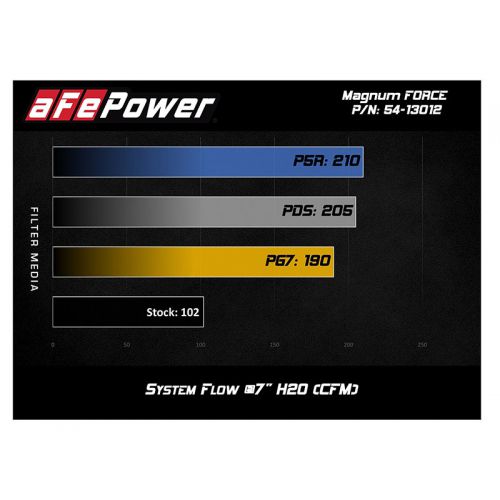 aFePOWER®
Magnum FORCE
P/N: 54-13012
P5R: 210
PDS: 205
PG7: 190
Stock: 102
FILTER MEDIA
0 50 100 150 200 250
SYSTEM FLOW @7" H2O (CFM)